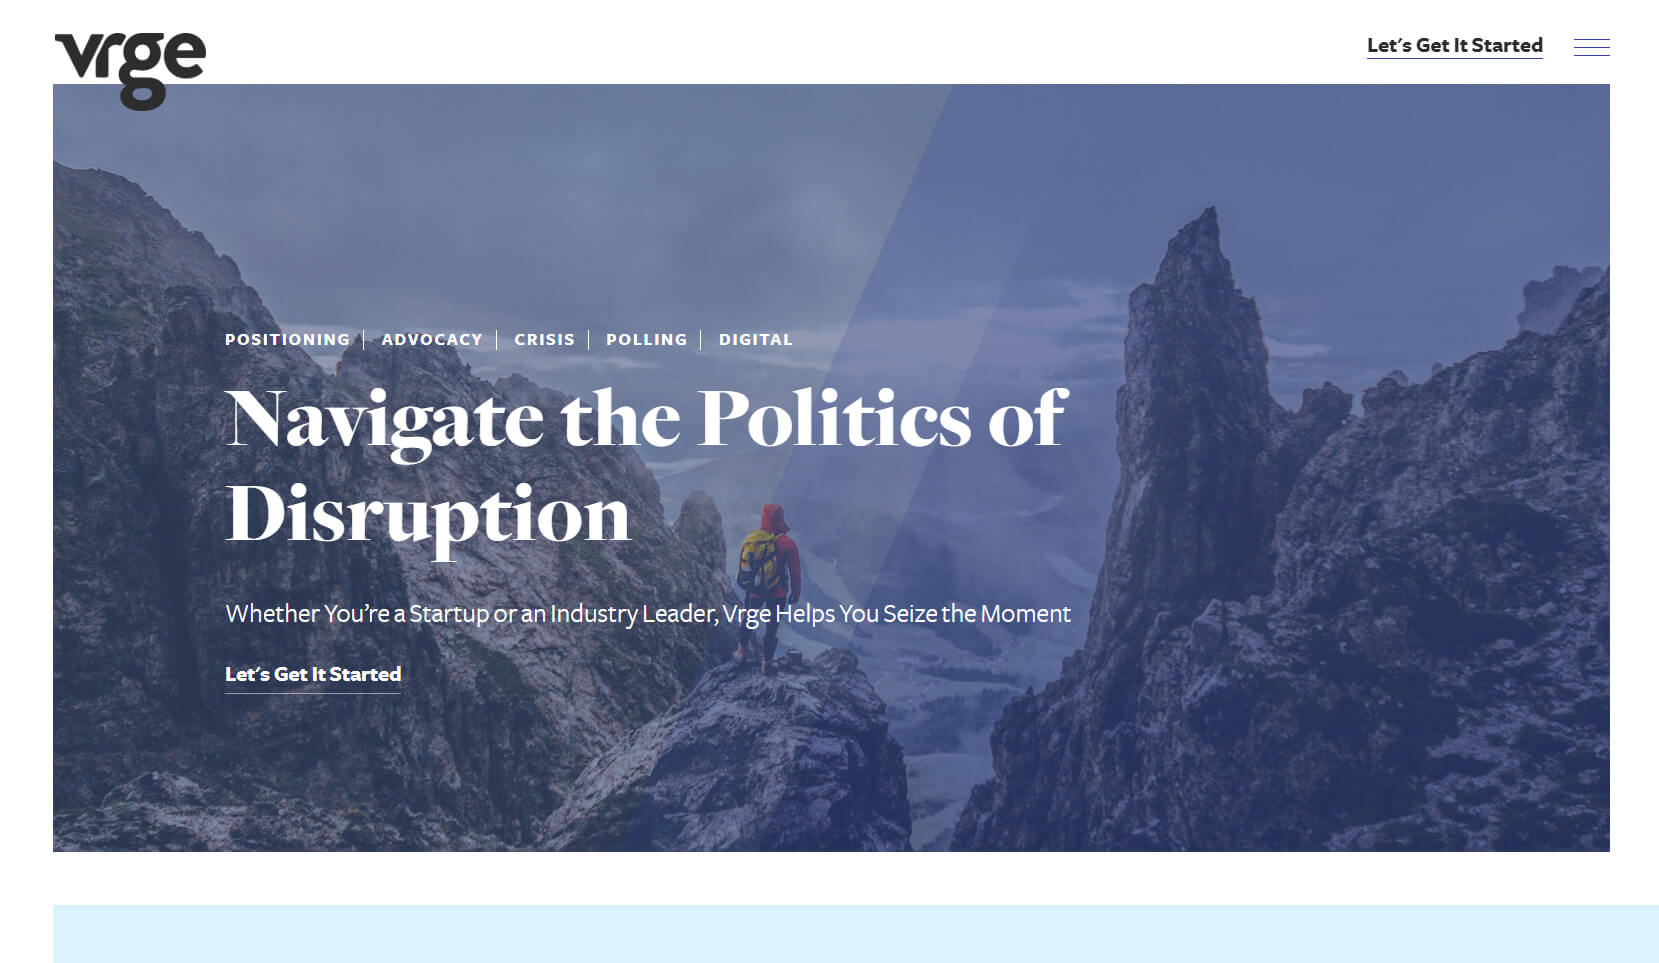 vrge
Let's Get It Started
POSITIONING
ADVOCACY
CRISIS
POLLING
DIGITAL
Navigate the Politics of
Disruption
Whether You’re a Startup or an Industry Leader, Vrge Helps You Seize the Moment
Let's Get It Started